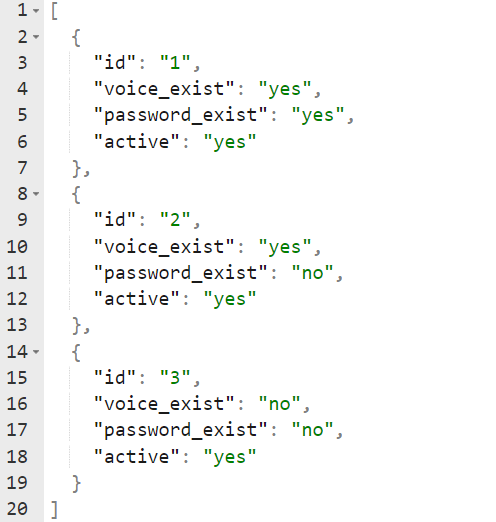 1 [
2 {
3 "id": "1",
4 "voice_exist": "yes",
5 "password_exist": "yes",
6 "active": "yes"
7 },
8 {
9 "id": "2",
10 "voice_exist": "yes",
11 "password_exist": "no",
12 "active": "yes"
13 },
14 {
15 "id": "3",
16 "voice_exist": "no",
17 "password_exist": "no",
18 "active": "yes"
19 }
20 ]